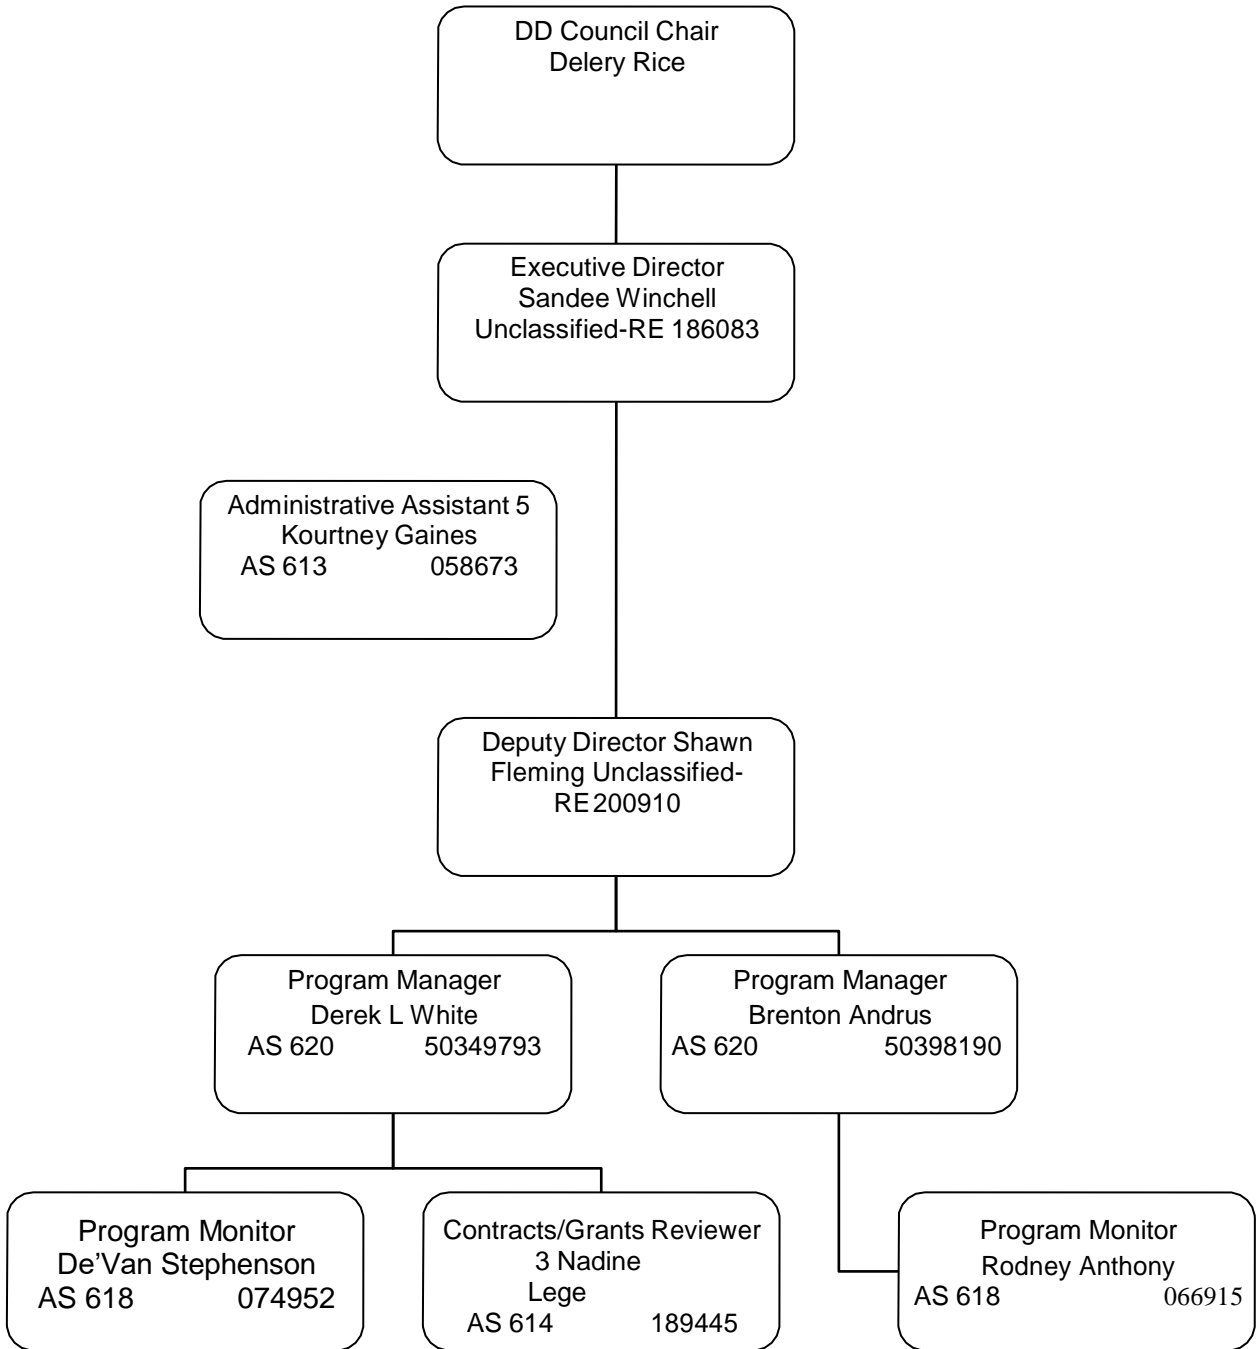 DD Council Chair
Delery Rice
Executive Director
Sandee Winchell
Unclassified-RE 186083
Administrative Assistant 5
Kourtney Gaines
AS 613 058673
Deputy Director Shawn
Fleming Unclassified-
RE200910
Program Manager
Derek L White
AS 620 50349793
Program Manager
Brenton Andrus
AS 620 50398190
Program Monitor
De’Van Stephenson
AS 618 074952
Contracts/Grants Reviewer
3 Nadine
Lege
AS 614 189445
Program Monitor
Rodney Anthony
AS 618 066915